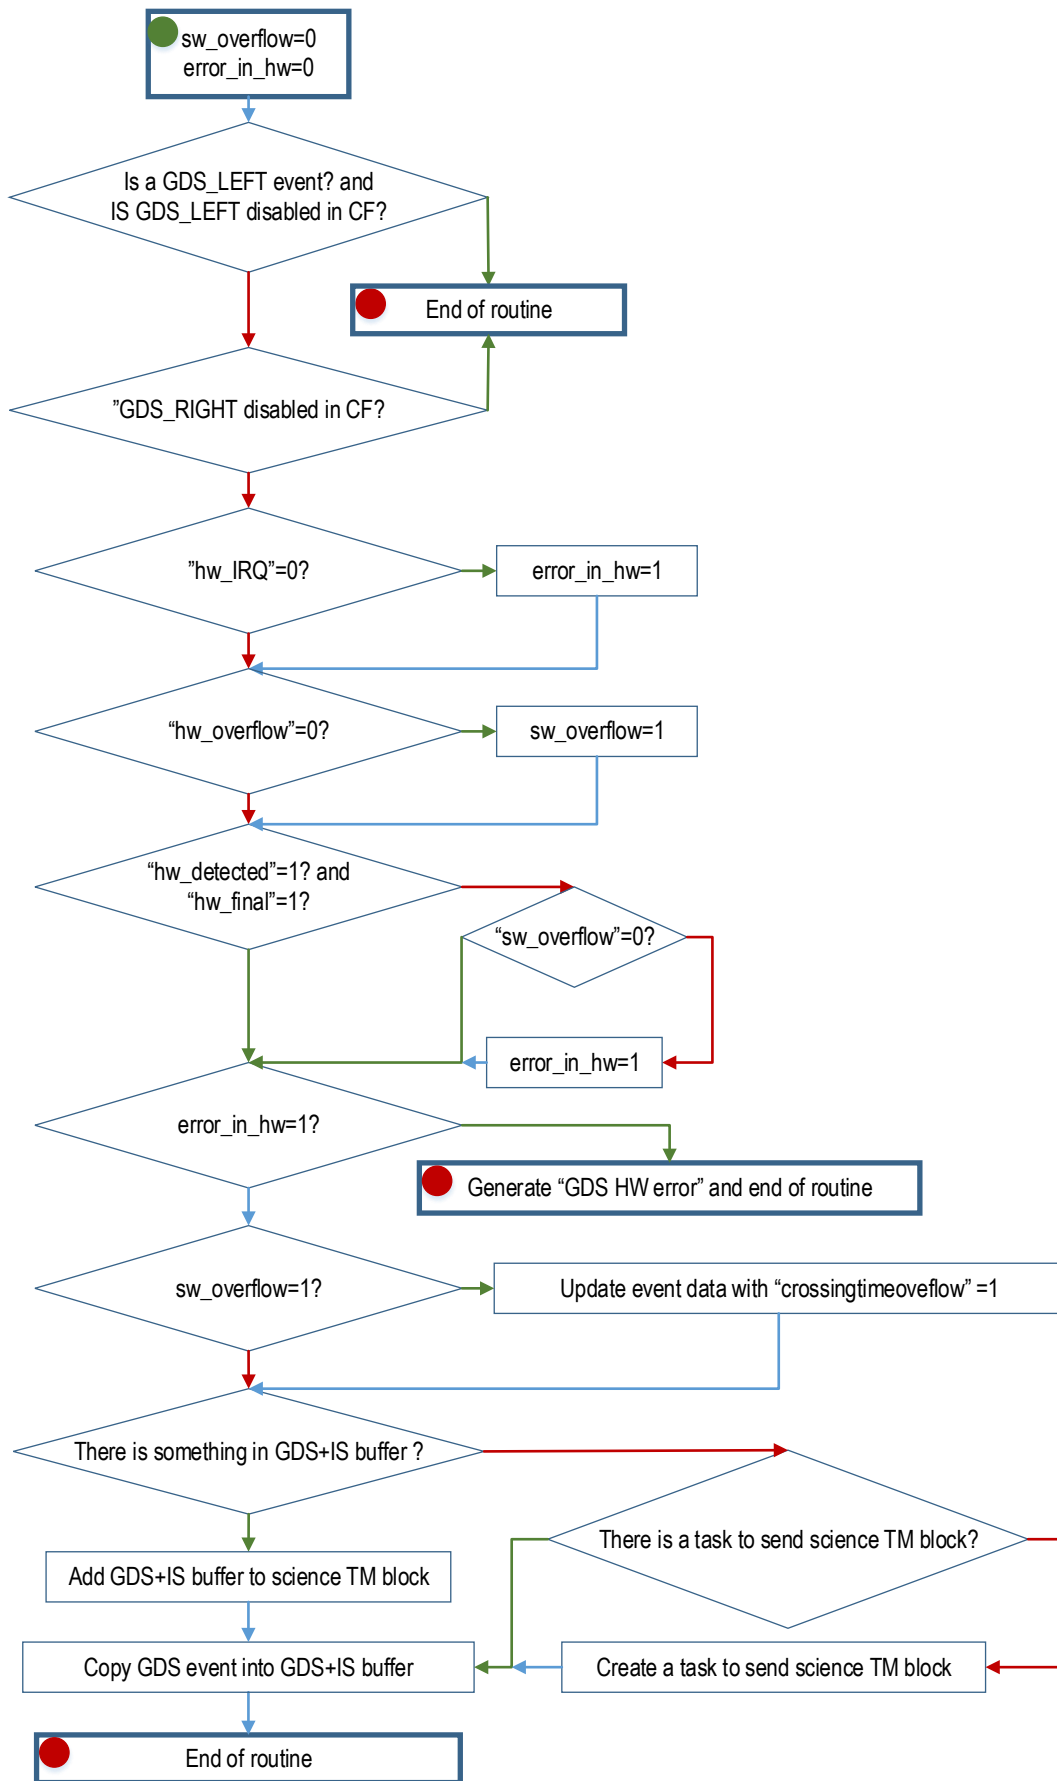 sw_overflow=0
error_in_hw=0
Is a GDS_LEFT event? and
IS GDS_LEFT disabled in CF?
End of routine
”GDS_RIGHT disabled in CF?
”hw_IRQ”=0?
error_in_hw=1
“hw_overflow”=0?
sw_overflow=1
“hw_detected”=1? and
“hw_final”=1?
“sw_overflow”=0?
error_in_hw=1
error_in_hw=1?
Generate “GDS HW error” and end of routine
sw_overflow=1?
Update event data with “crossingtimeoveflow” =1
There is something in GDS+IS buffer ?
There is a task to send science TM block?
Add GDS+IS buffer to science TM block
Copy GDS event into GDS+IS buffer
Create a task to send science TM block
End of routine